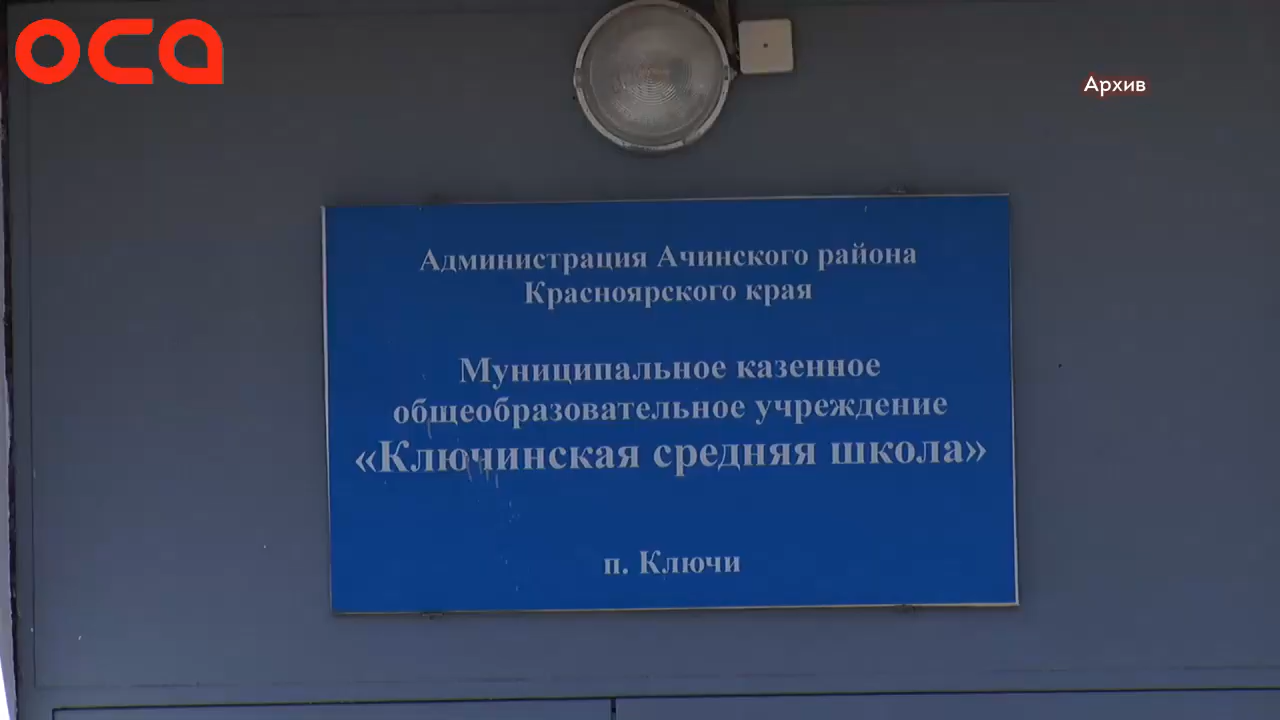 оса
Архив
Администрация Ачинского района
Красноярского края
Муниципальное казенное
общеобразовательное учреждение
«Ключинская средняя школа»
п. Ключи